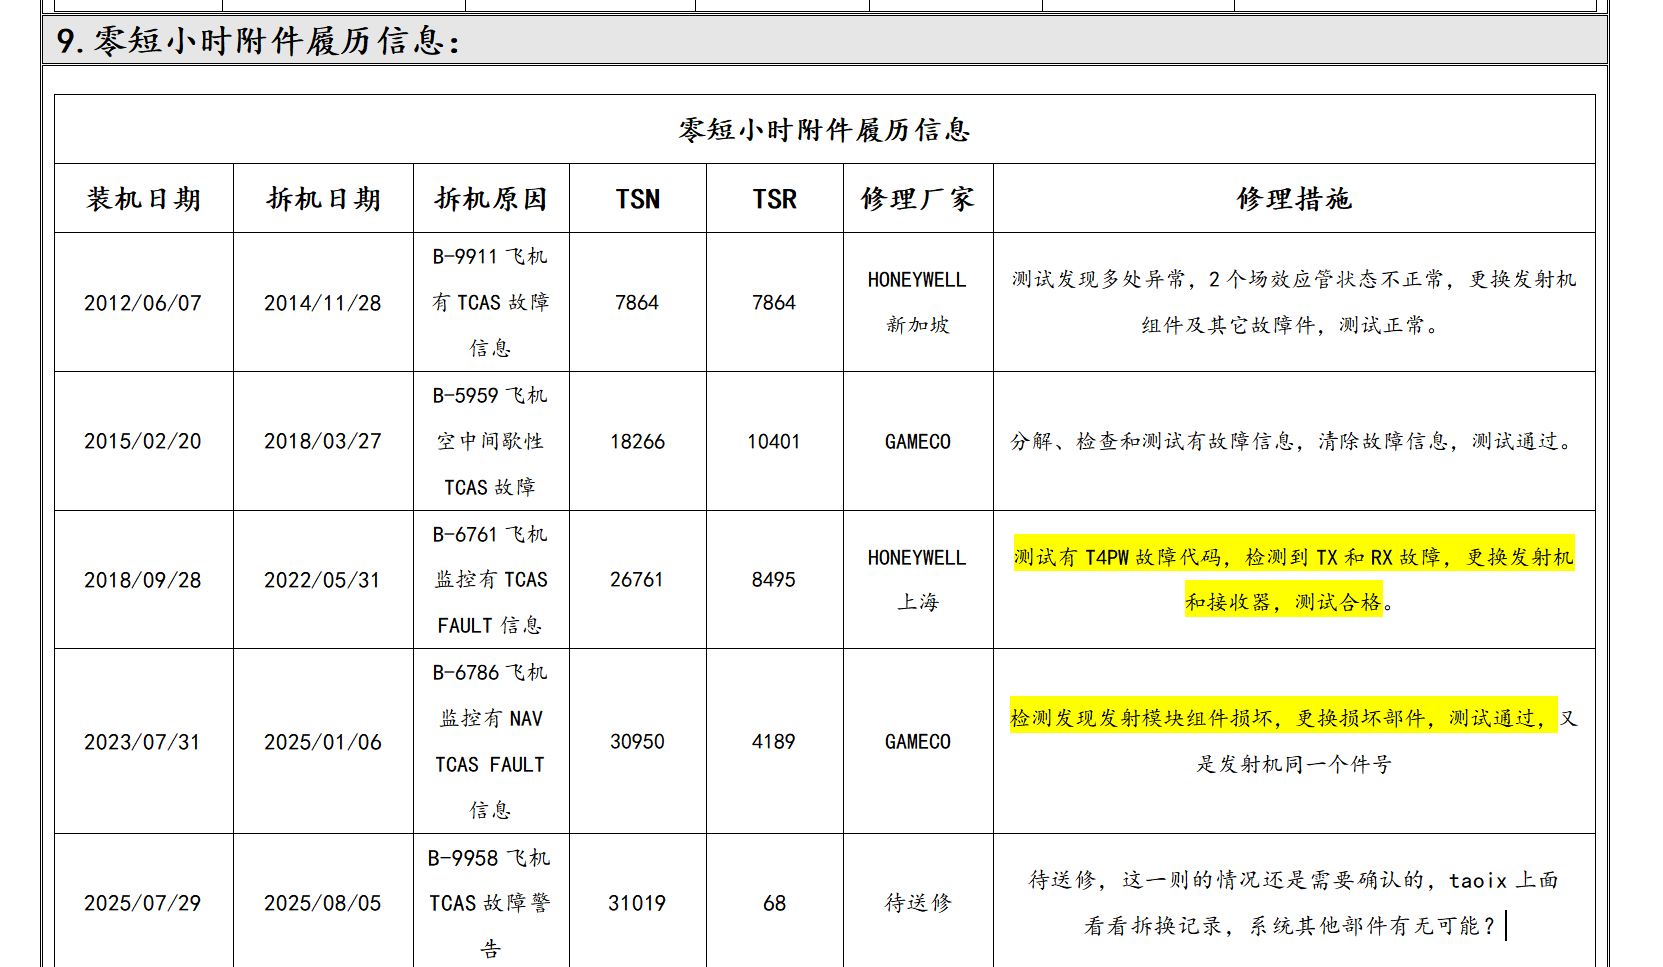 9.零短小时附件履历信息：
零短小时附件履历信息
装机日期 拆机日期 拆机原因 TSN TSR 修理厂家 修理措施
2012/06/07 2014/11/28 B-9911 飞机
有 TCAS 故障
信息 7864 7864 HONEYWELL
新加坡 测试发现多处异常，2 个场效应管状态不正常，更换发射机
组件及其它故障件，测试正常。
2015/02/20 2018/03/27 B-5959 飞机
空中间歇性
TCAS 故障 18266 10401 GAMECO 分解、检查和测试有故障信息，清除故障信息，测试通过。
2018/09/28 2022/05/31 B-6761 飞机
监控有 TCAS
FAULT 信息 26761 8495 HONEYWELL
上海 测试有 T4PW 故障代码，检测到 TX 和 RX 故障，更换发射机
和接收器，测试合格。
2023/07/31 2025/01/06 B-6786 飞机
监控有 NAV
TCAS FAULT
信息 30950 4189 GAMECO 检测发现发射模块组件损坏，更换损坏部件，测试通过，又
是发射机同一个件号
2025/07/29 2025/08/05 B-9958 飞机
TCAS 故障警
告 31019 68 待送修 待送修，这一则的情况还是需要确认的，taoix 上面
看看拆换记录，系统其他部件有无可能？